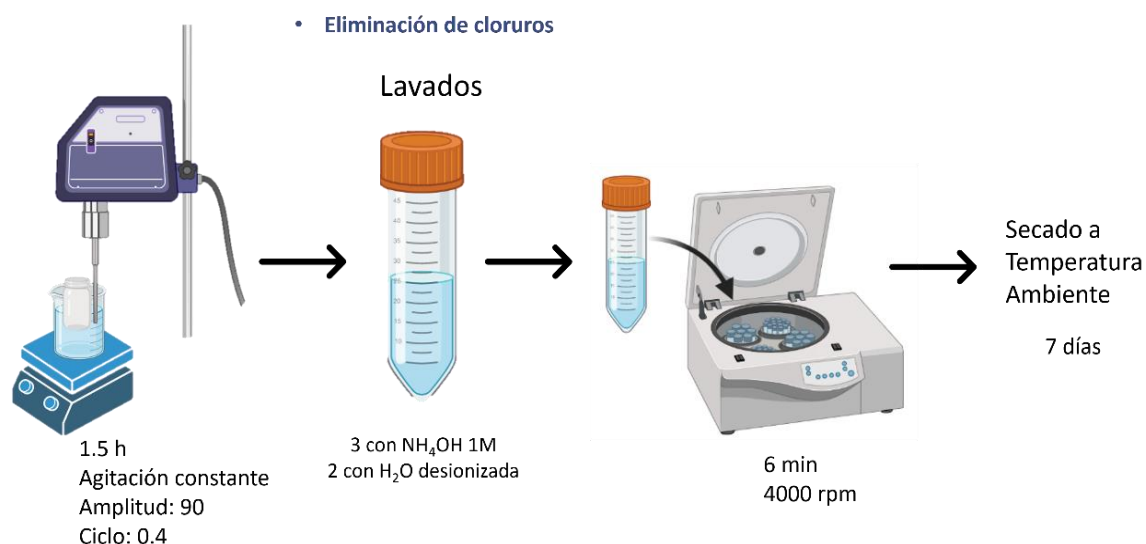 • Eliminación de cloruros
Lavados
1.5 h
Agitación constante
Amplitud: 90
Ciclo: 0.4
3 con NH₄OH 1M
2 con H₂O desionizada
6 min
4000 rpm
Secado a
Temperatura
Ambiente
7 días